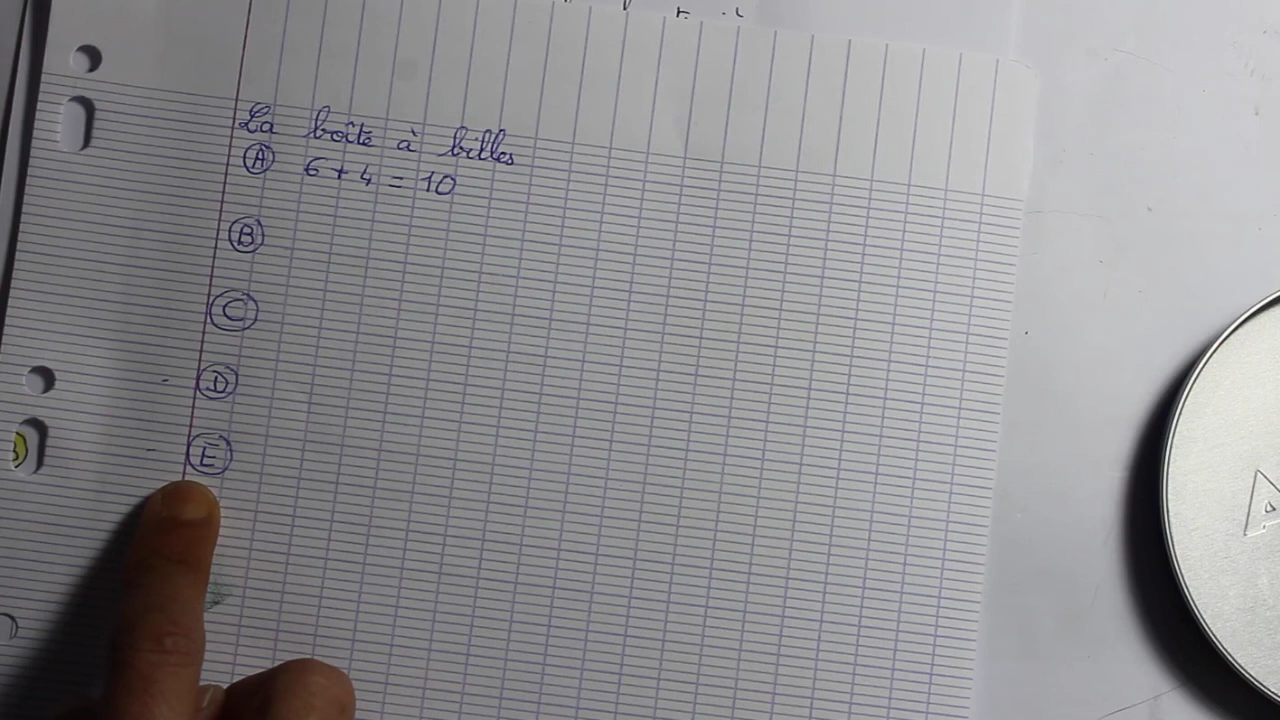 La boîte à billes
Ⓐ 6 + 4 = 10
Ⓑ
Ⓒ
Ⓓ
Ⓔ
A